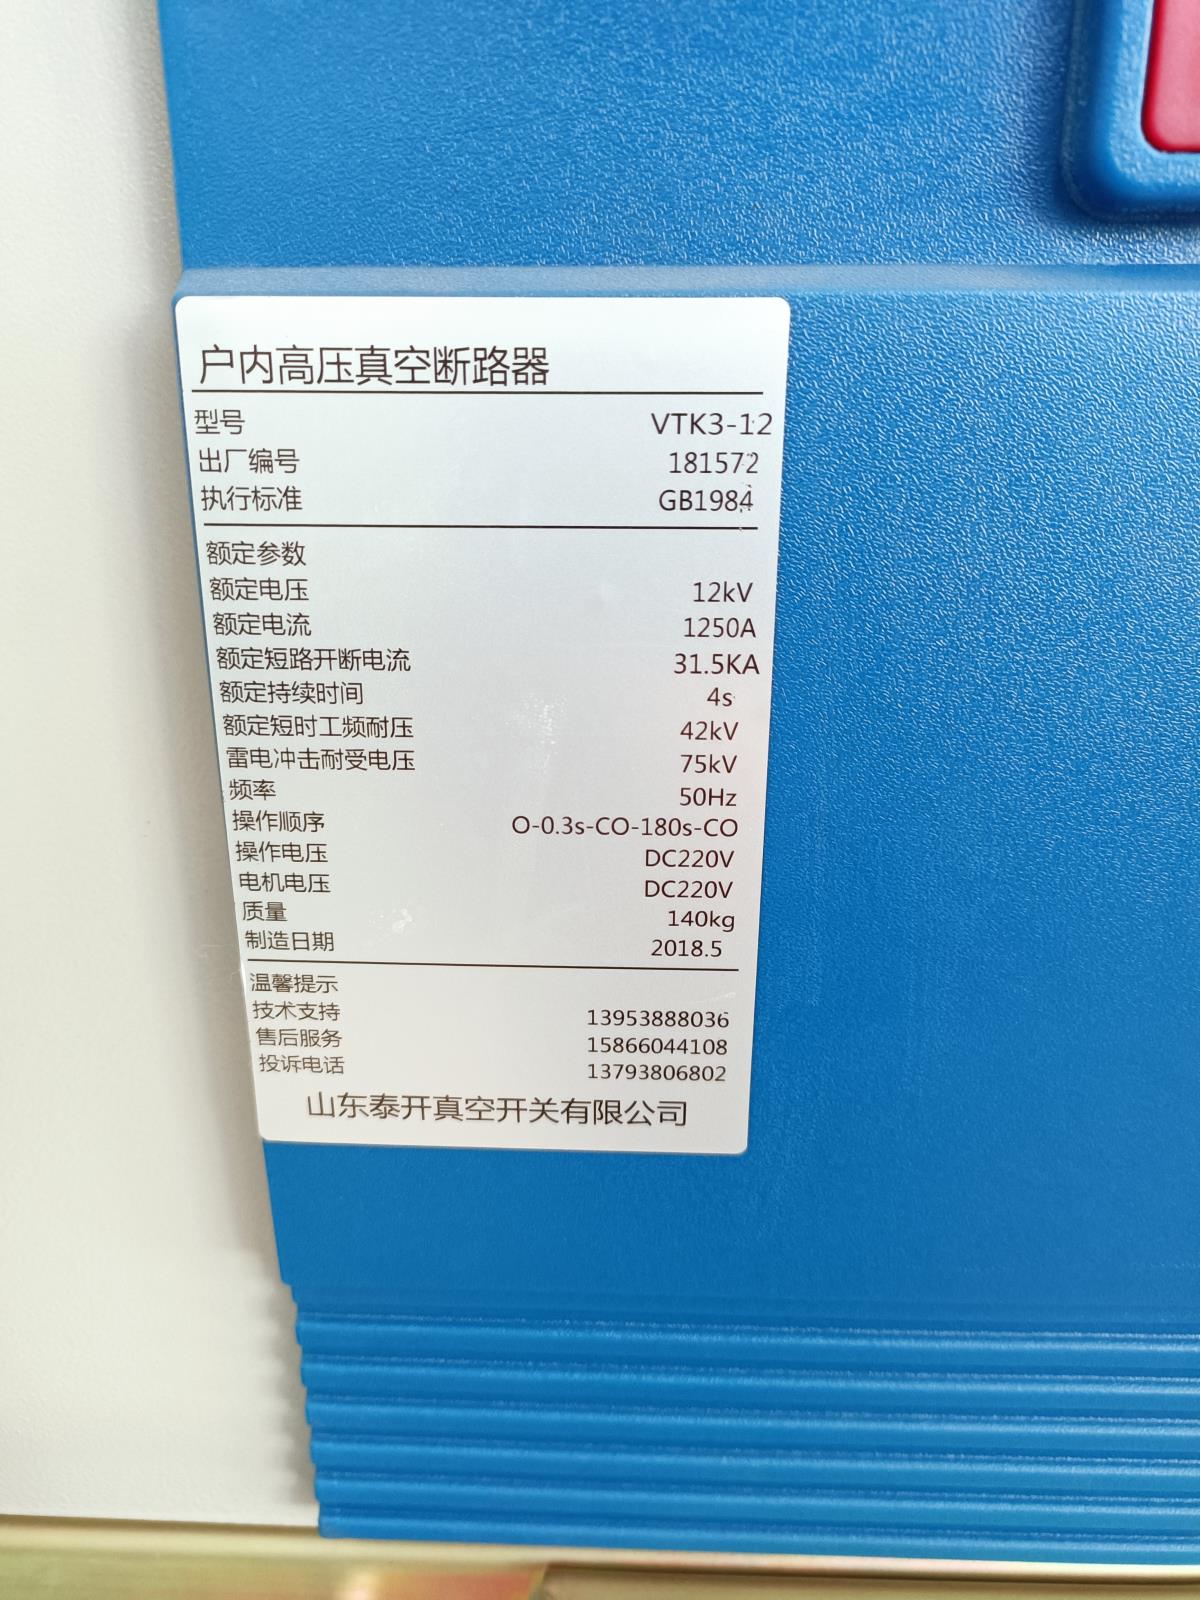 户内高压真空断路器
型号 VTK3-12
出厂编号 181572
执行标准 GB1984
额定参数
额定电压 12kV
额定电流 1250A
额定短路开断电流 31.5KA
额定持续时间 4s
额定短时工频耐压 42kV
雷电冲击耐受电压 75kV
频率 50Hz
操作顺序 O-0.3s-CO-180s-CO
操作电压 DC220V
电机电压 DC220V
质量 140kg
制造日期 2018.5
温馨提示
技术支持 13953888036
售后服务 15866044108
投诉电话 13793806802
山东泰开真空开关有限公司